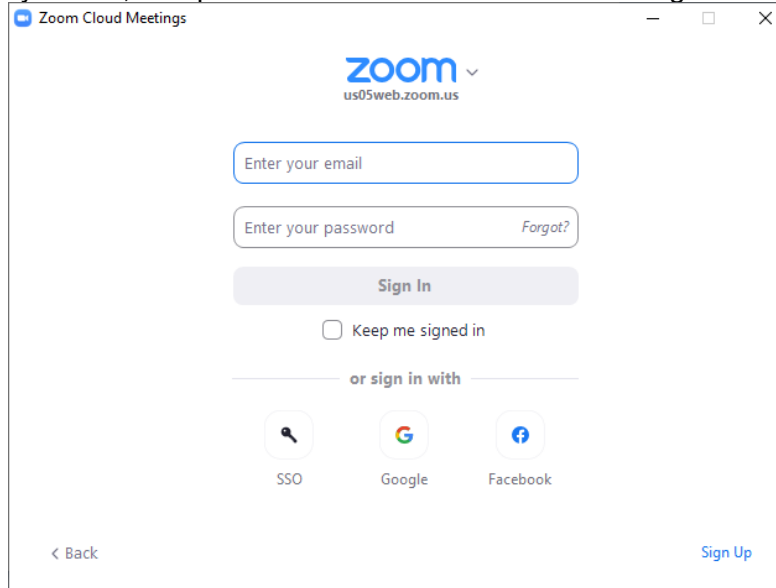 Zoom Cloud Meetings
zoom
us05web.zoom.us
Enter your email
Enter your password Forgot?
Sign In
Keep me signed in
or sign in with
SSO Google Facebook
< Back Sign Up